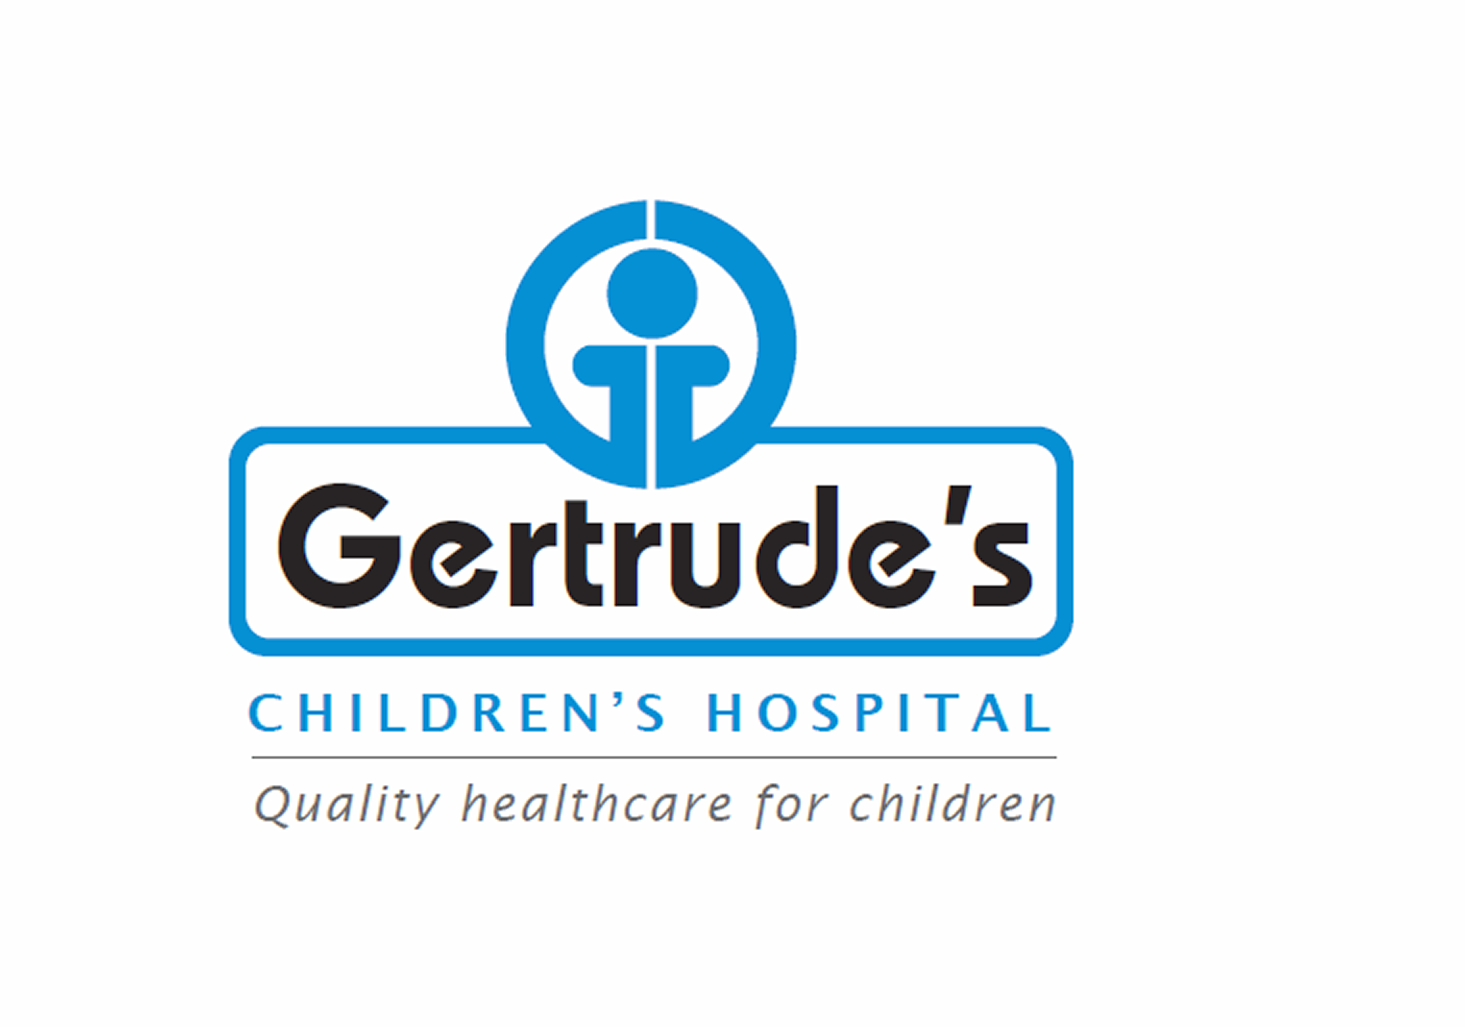 Gertrude's
CHILDREN’S HOSPITAL
Quality healthcare for children